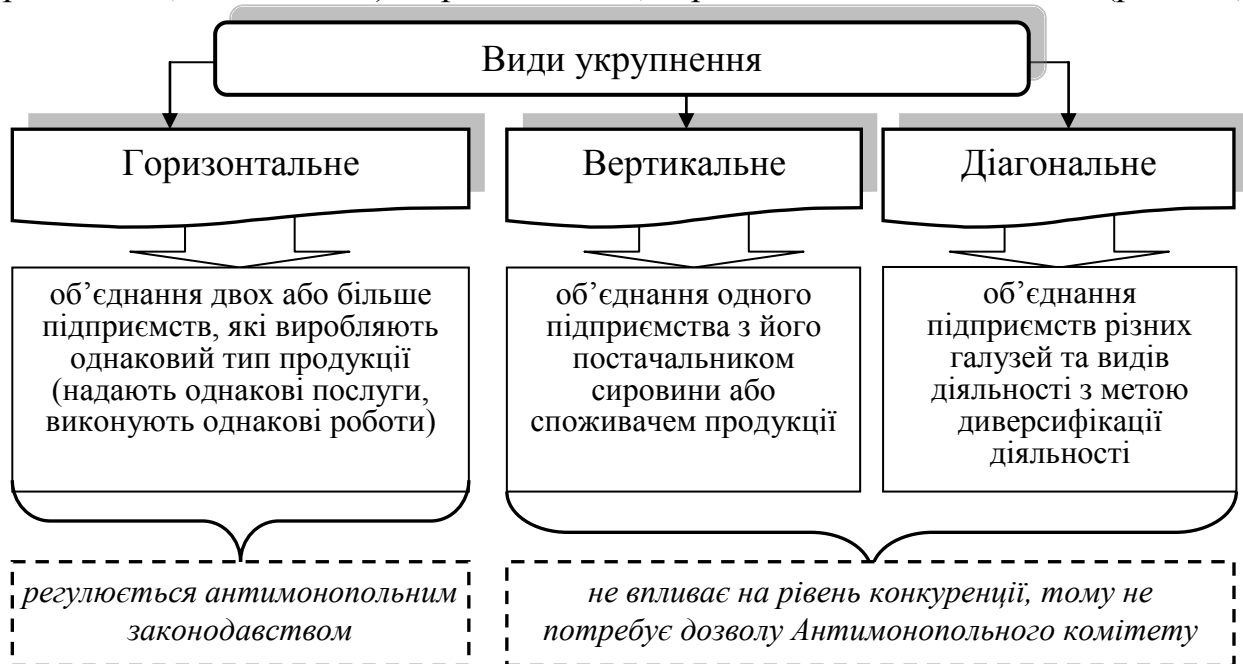 Види укрупнення
Горизонтальне
Вертикальне
Діагональне
об’єднання двох або більше
підприємств, які виробляють
однаковий тип продукції
(надають однакові послуги,
виконують однакові роботи)
об’єднання одного
підприємства з його
постачальником
сировини або
споживачем продукції
об’єднання
підприємств різних
галузей та видів
діяльності з метою
диверсифікації
діяльності
регулюється антимонопольним
законодавством
не впливає на рівень конкуренції, тому не
потребує дозволу Антимонопольного комітету